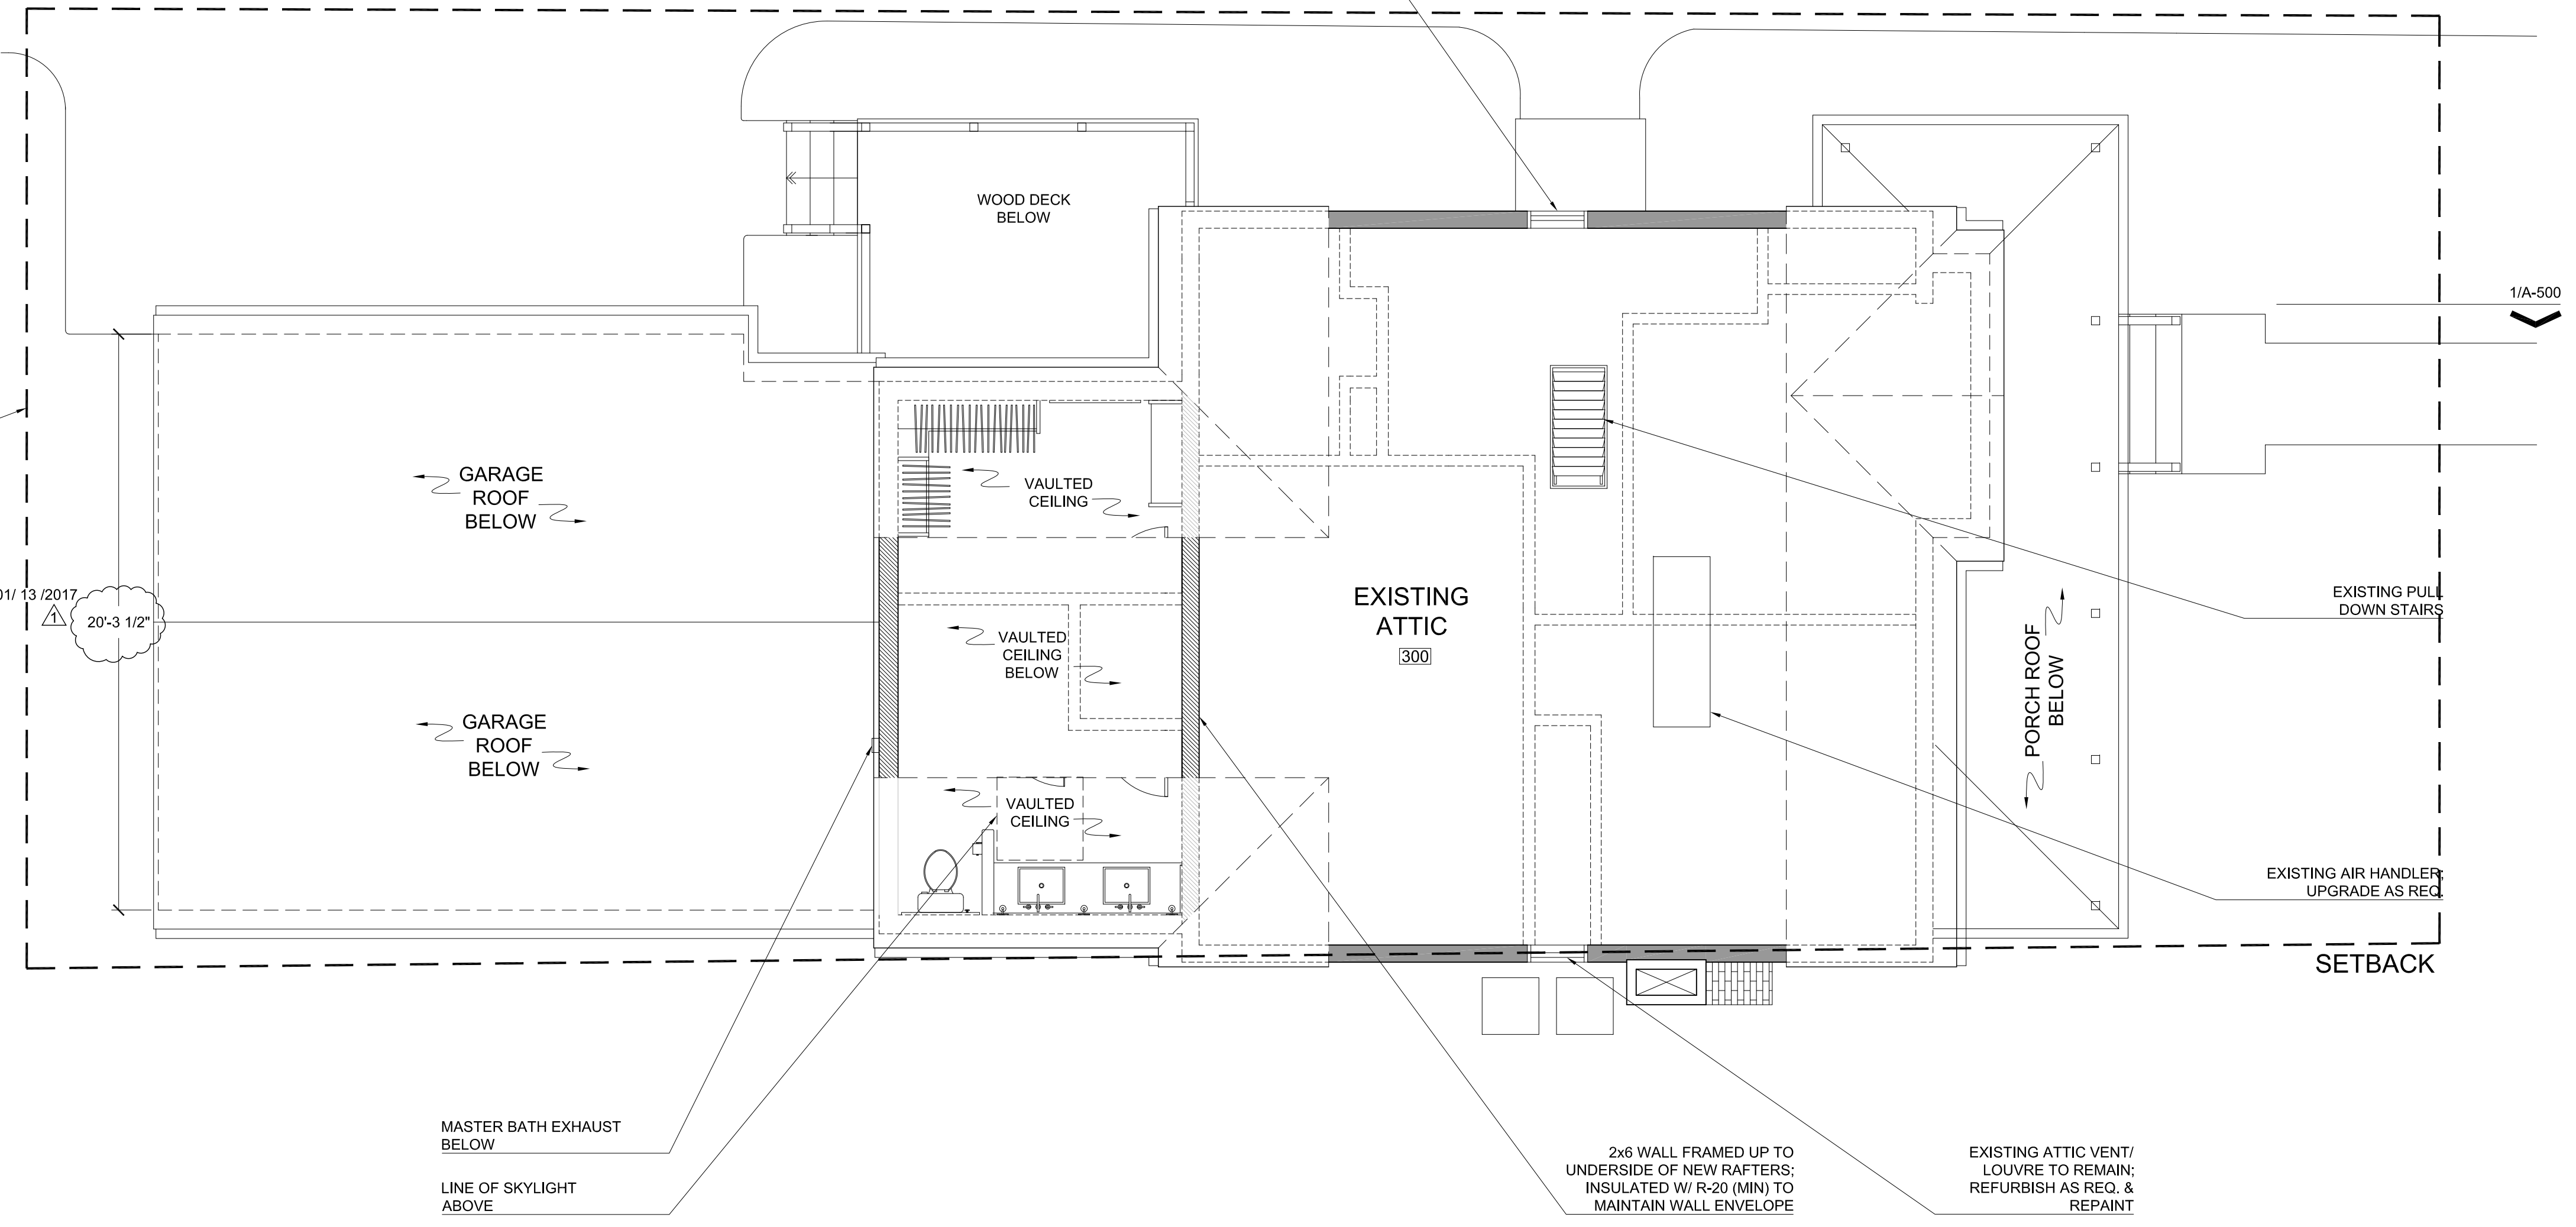 WOOD DECK
BELOW
1/A-500
GARAGE
ROOF
BELOW
VAULTED
CEILING
01/ 13 /2017
1
20'-3 1/2"
VAULTED
CEILING
BELOW
EXISTING
ATTIC
300
EXISTING PULL
DOWN STAIRS
PORCH ROOF
BELOW
GARAGE
ROOF
BELOW
VAULTED
CEILING
EXISTING AIR HANDLER;
UPGRADE AS REQ.
SETBACK
MASTER BATH EXHAUST
BELOW
LINE OF SKYLIGHT
ABOVE
2x6 WALL FRAMED UP TO
UNDERSIDE OF NEW RAFTERS;
INSULATED W/ R-20 (MIN) TO
MAINTAIN WALL ENVELOPE
EXISTING ATTIC VENT/
LOUVRE TO REMAIN;
REFURBISH AS REQ. &
REPAINT